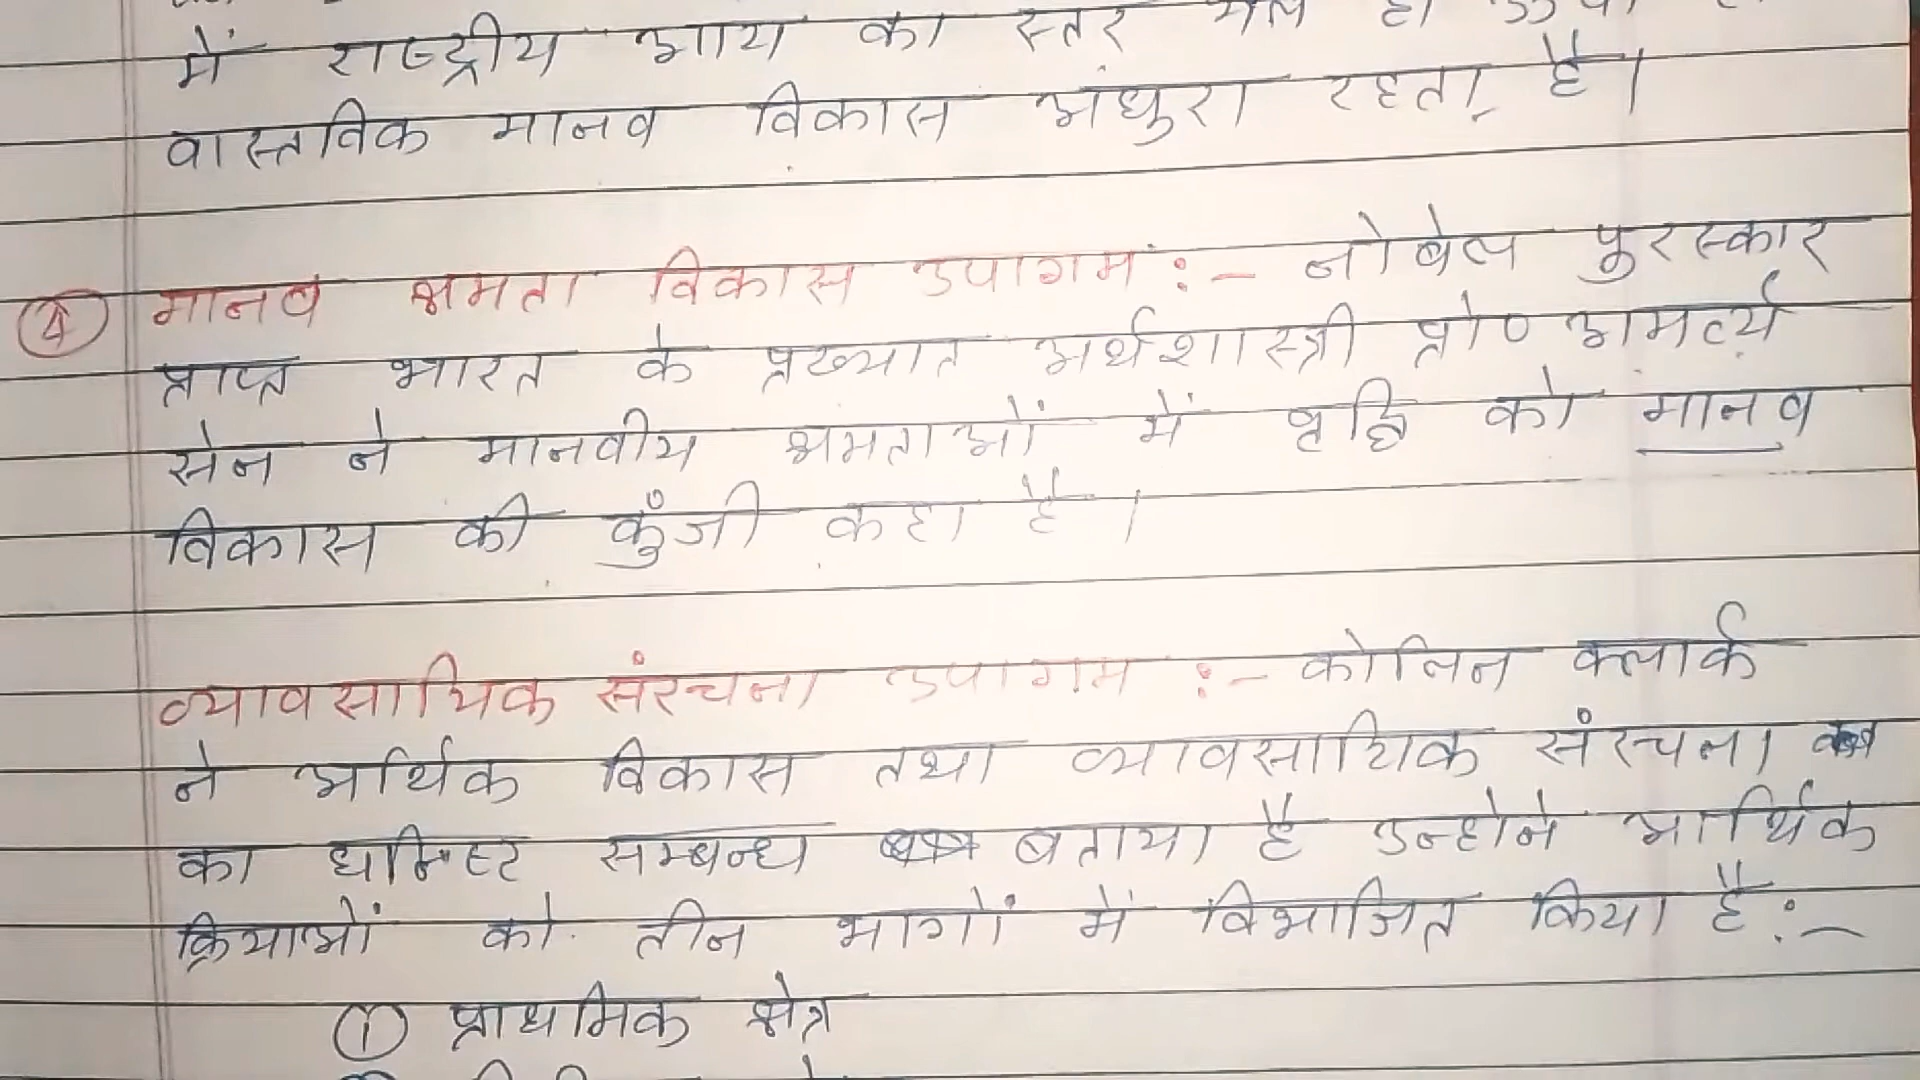 में राष्ट्रीय आय का स्तर भले ही
वास्तविक मानव विकास अधुरा रहता है।
④ मानव क्षमता विकास उपागम :- नोबेल पुरस्कार
प्राप्त भारत के प्रख्यात अर्थशास्त्री प्रो० अमर्त्य
सेन ने मानवीय क्षमताओं में वृद्धि को मानव
विकास की कुँजी कहा है।
व्यावसायिक संरचना उपागम :- कोलिन क्लार्क
ने आर्थिक विकास तथा व्यावसायिक संरचना
का घनिष्ट सम्बन्ध बताया है उन्होने आर्थिक
क्रियाओं को तीन भागों में विभाजित किया है :-
① प्राथमिक क्षेत्र